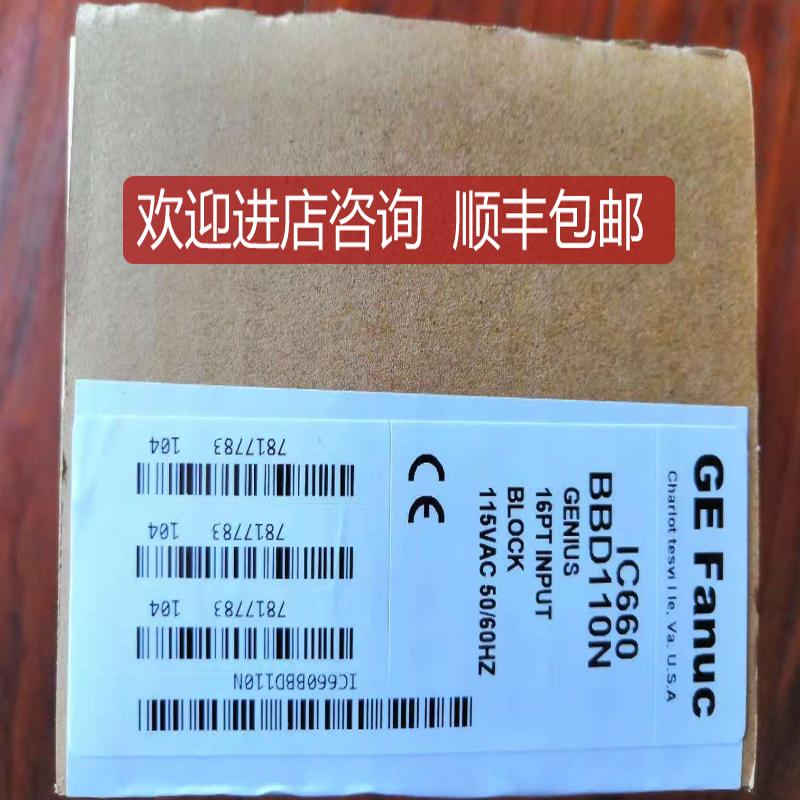 欢迎进店咨询 顺丰包邮
GE Fanuc
Charlottesville, Va. U.S.A
IC660
BBD110N
GENIUS
16PT INPUT
BLOCK
115VAC 50/60HZ
CE
7817783 104
7817783 104
7817783 104
IC660BBD110N